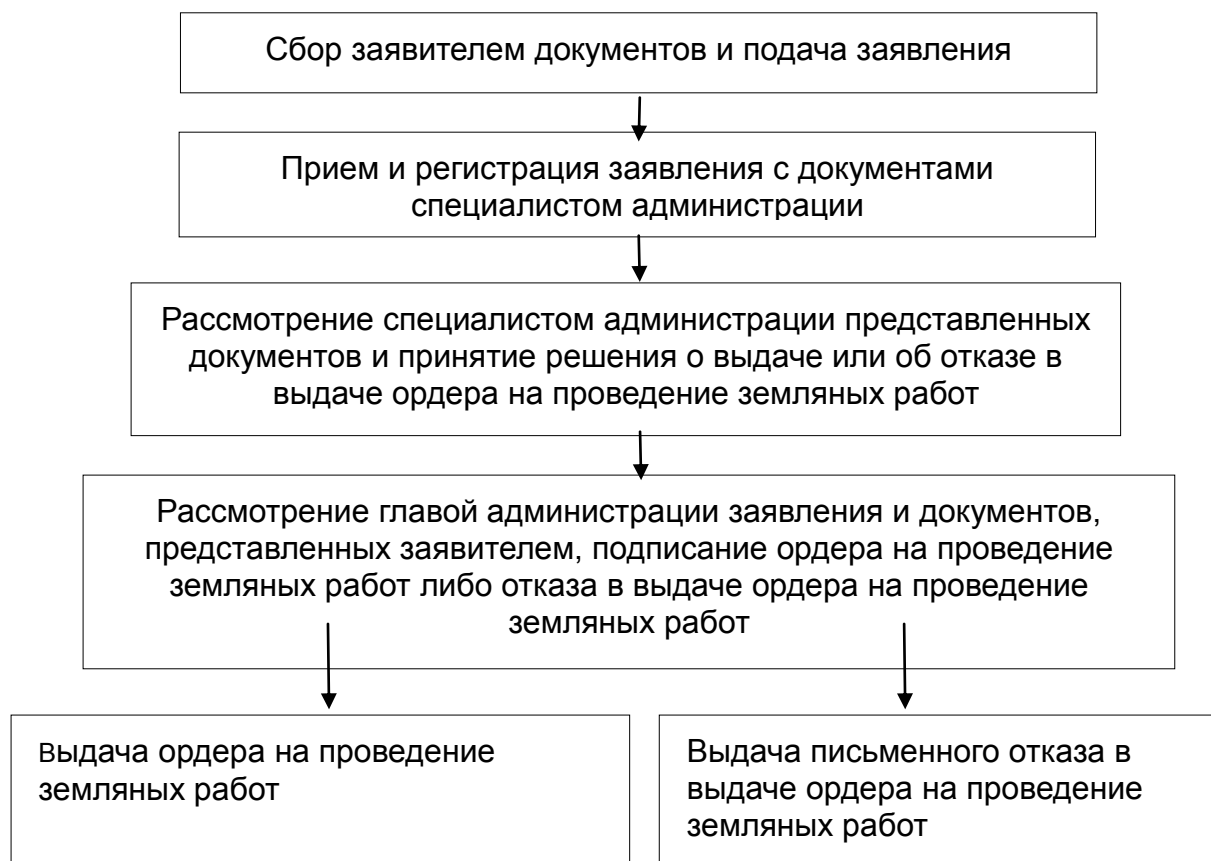 Сбор заявителем документов и подача заявления
Прием и регистрация заявления с документами
специалистом администрации
Рассмотрение специалистом администрации представленных
документов и принятие решения о выдаче или об отказе в
выдаче ордера на проведение земляных работ
Рассмотрение главой администрации заявления и документов,
представленных заявителем, подписание ордера на проведение
земляных работ либо отказа в выдаче ордера на проведение
земляных работ
Выдача ордера на проведение
земляных работ
Выдача письменного отказа в
выдаче ордера на проведение
земляных работ